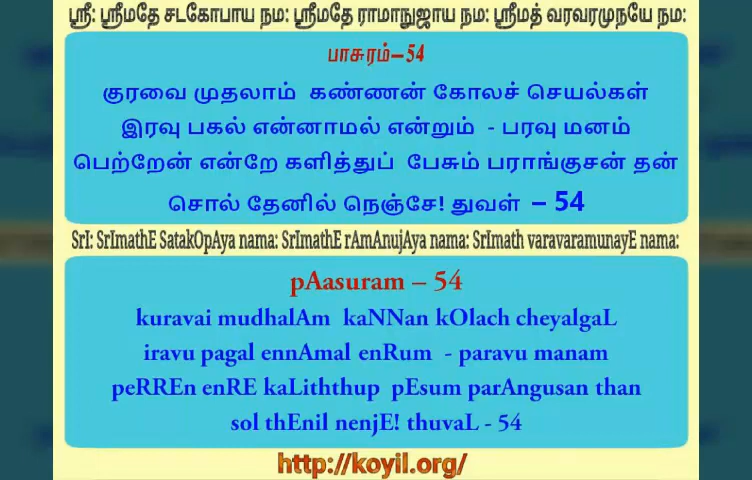 ஸ்ரீ: ஸ்ரீமதே சடகோபாய நம: ஸ்ரீமதே ராமாநுஜாய நம: ஸ்ரீமத் வரவரமுநயே நம:
பாசுரம்–54
குரவை முதலாம் கண்ணன் கோலச் செயல்கள்
இரவு பகல் என்னாமல் என்றும் - பரவு மனம்
பெற்றேன் என்றே களித்துப் பேசும் பராங்குசன் தன்
சொல் தேனில் நெஞ்சே! துவள் – 54
SrI: SrImathE SatakOpAya nama: SrImathE rAmAnujAya nama: SrImath varavaramunayE nama:
pAasuram – 54
kuravai mudhalAm kaNNan kOlach cheyalgaL
iravu pagal ennAmal enRum - paravu manam
peRREn enRE kaLiththup pEsum parAngusan than
sol thEnil nenjE! thuvaL - 54
http://koyil.org/